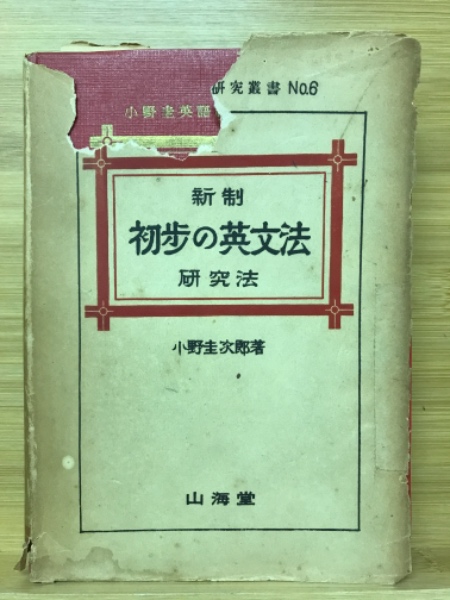 研究叢書 No.6
小野圭英語
新制
初歩の英文法
研究法
小野圭次郎著
山海堂